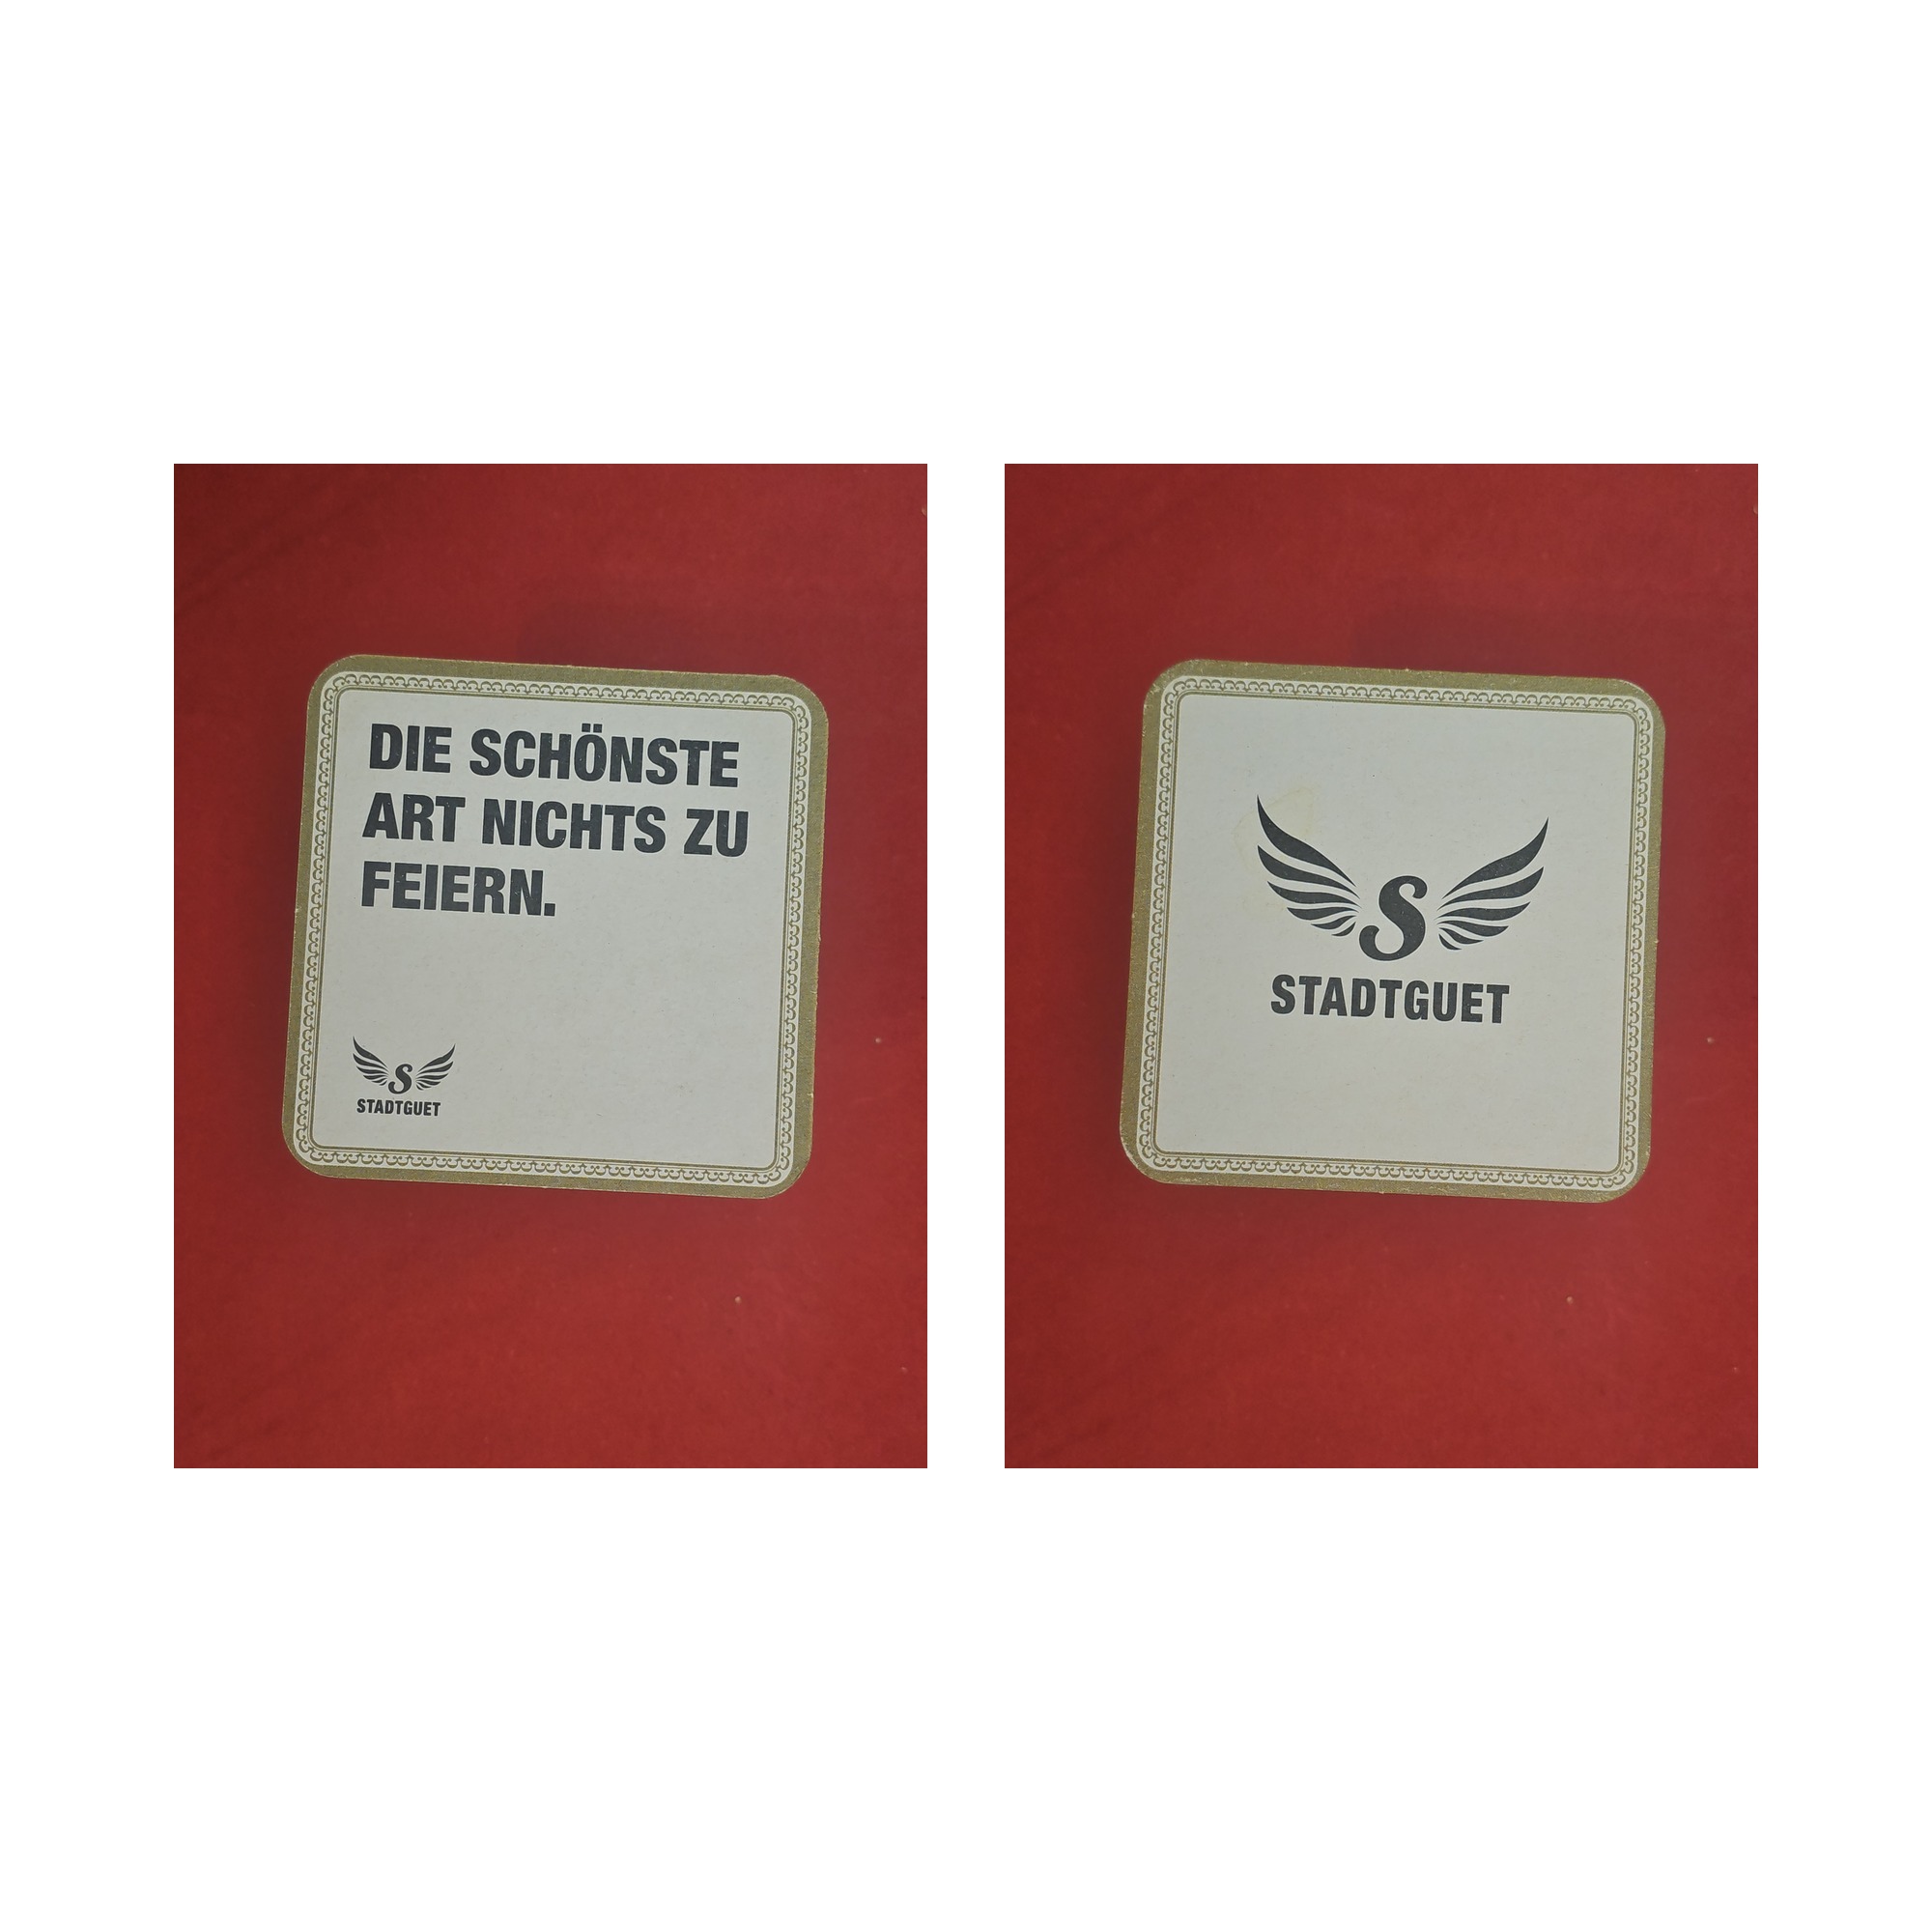 DIE SCHÖNSTE
ART NICHTS ZU
FEIERN.
S
STADTGUET
S
STADTGUET